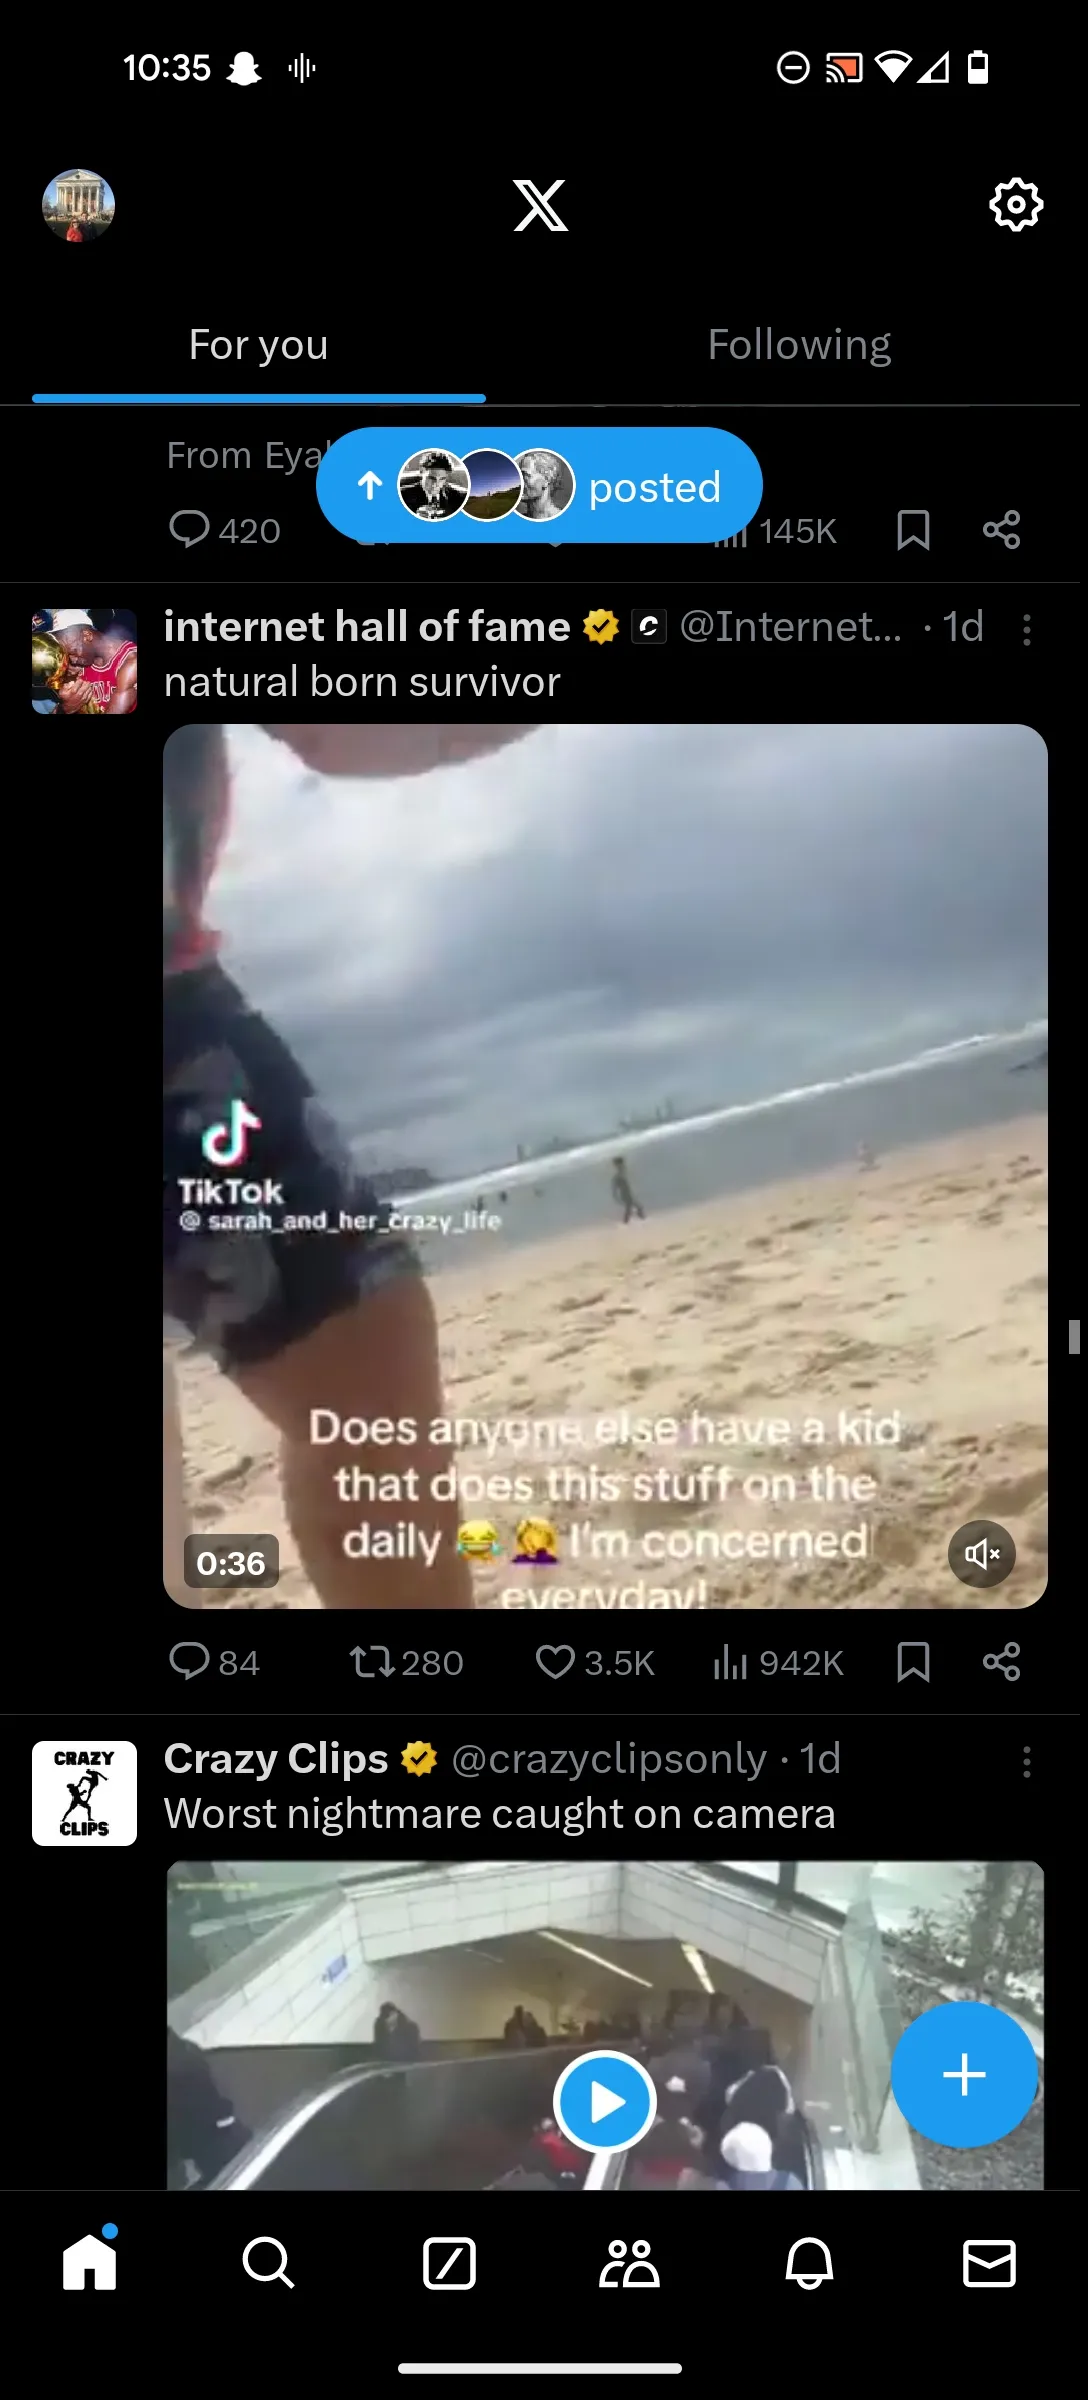 10:35
For you
Following
From Eya
posted
420
145K
internet hall of fame @Internet... · 1d
natural born survivor
TikTok
@ sarah_and_her_crazy_life
Does anyone else have a kid
that does this stuff on the
daily 😂 🤦‍♀️ I'm concerned
everyday!
0:36
84 280 3.5K 942K
CRAZY
CLIPS
Crazy Clips @crazyclipsonly · 1d
Worst nightmare caught on camera